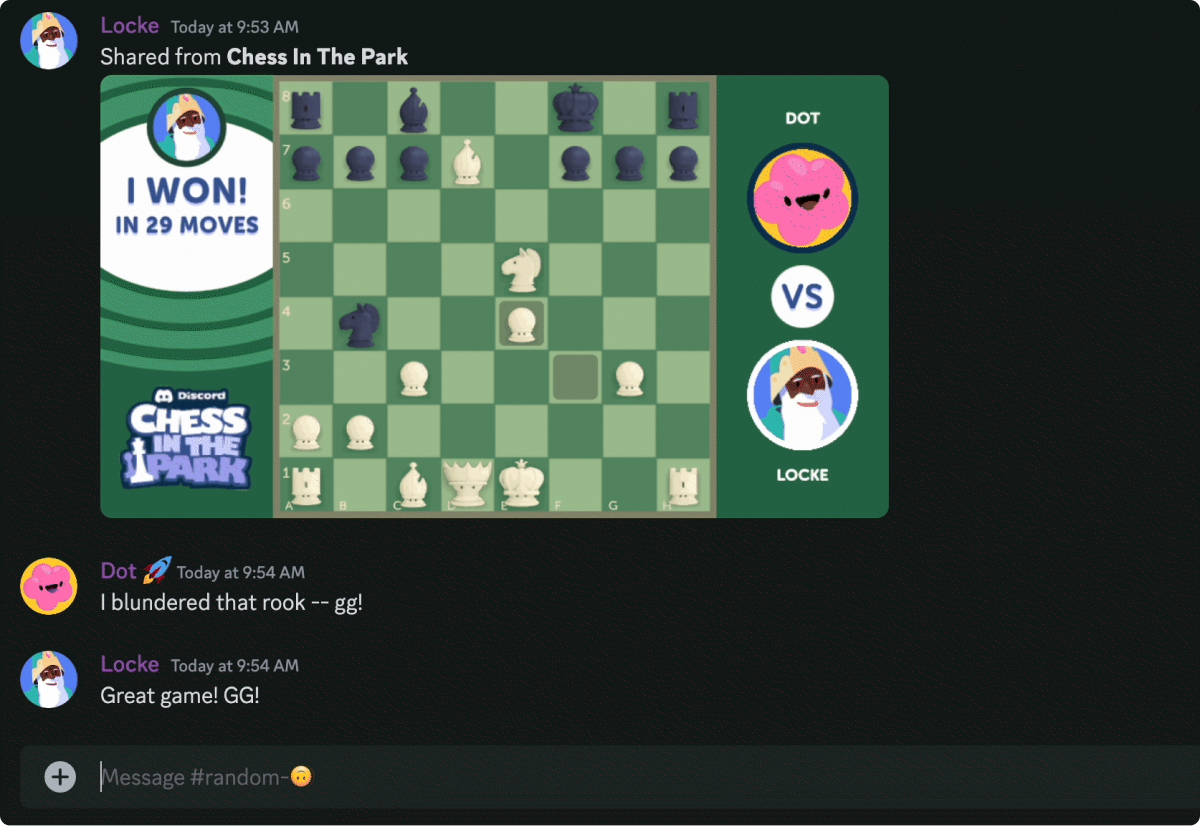 Locke Today at 9:53 AM
Shared from Chess In The Park
I WON!
IN 29 MOVES
Discord
CHESS
IN THE
PARK
8
7
6
5
4
3
2
1
A B C D E F G H
DOT
VS
LOCKE
Dot 🚀 Today at 9:54 AM
I blundered that rook -- gg!
Locke Today at 9:54 AM
Great game! GG!
Message #random-🙃